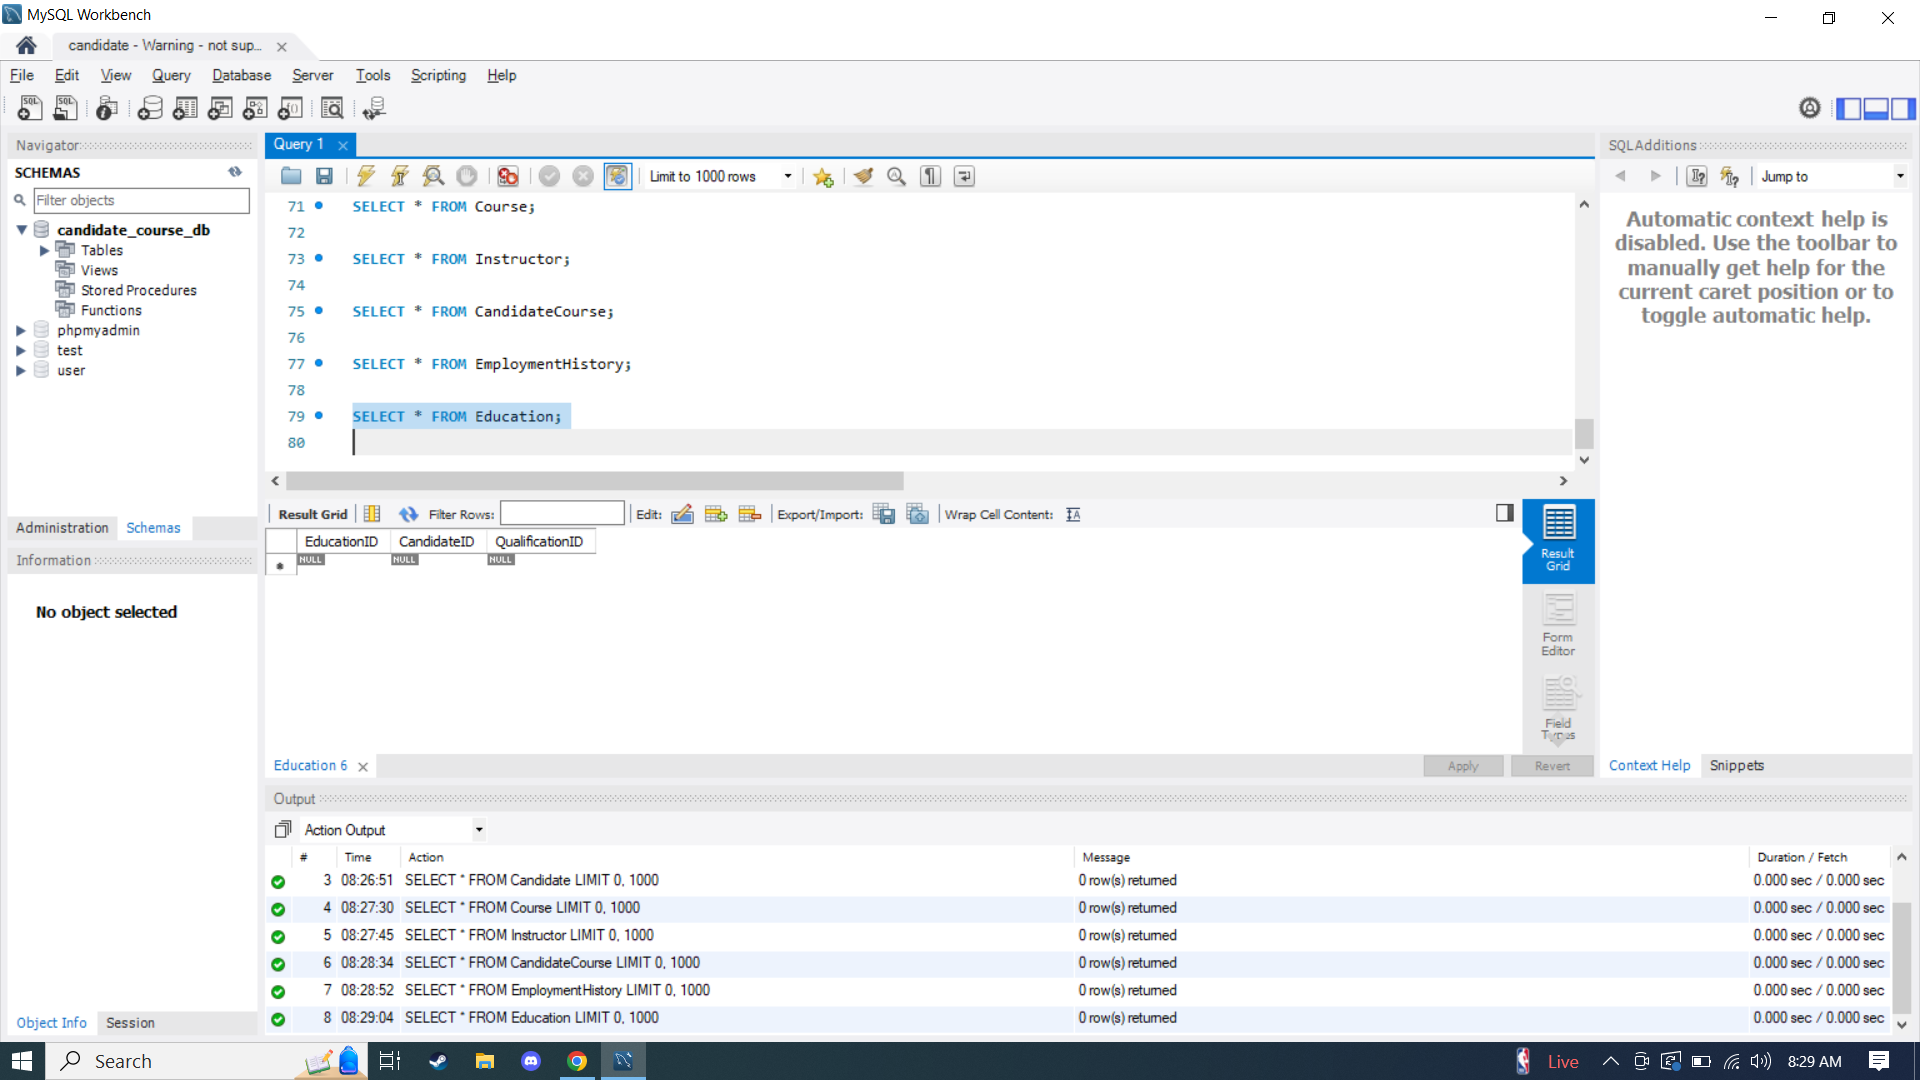 MySQL Workbench
candidate - Warning - not sup...
File Edit View Query Database Server Tools Scripting Help
Navigator
SCHEMAS
Filter objects
candidate_course_db
Tables
Views
Stored Procedures
Functions
phpmyadmin
test
user
Administration Schemas
Information
No object selected
Object Info Session
Query 1
Limit to 1000 rows
71 SELECT * FROM Course;
72
73 SELECT * FROM Instructor;
74
75 SELECT * FROM CandidateCourse;
76
77 SELECT * FROM EmploymentHistory;
78
79 SELECT * FROM Education;
80
Result Grid Filter Rows: Edit: Export/Import: Wrap Cell Content:
EducationID CandidateID QualificationID
NULL NULL NULL
Result
Grid
Form
Editor
Field
Types
Education 6
Apply Revert
SQLAdditions
Jump to
Automatic context help is
disabled. Use the toolbar to
manually get help for the
current caret position or to
toggle automatic help.
Context Help Snippets
Output
Action Output
# Time Action Message Duration / Fetch
3 08:26:51 SELECT * FROM Candidate LIMIT 0, 1000 0 row(s) returned 0.000 sec / 0.000 sec
4 08:27:30 SELECT * FROM Course LIMIT 0, 1000 0 row(s) returned 0.000 sec / 0.000 sec
5 08:27:45 SELECT * FROM Instructor LIMIT 0, 1000 0 row(s) returned 0.000 sec / 0.000 sec
6 08:28:34 SELECT * FROM CandidateCourse LIMIT 0, 1000 0 row(s) returned 0.000 sec / 0.000 sec
7 08:28:52 SELECT * FROM EmploymentHistory LIMIT 0, 1000 0 row(s) returned 0.000 sec / 0.000 sec
8 08:29:04 SELECT * FROM Education LIMIT 0, 1000 0 row(s) returned 0.000 sec / 0.000 sec
Search
Live
8:29 AM